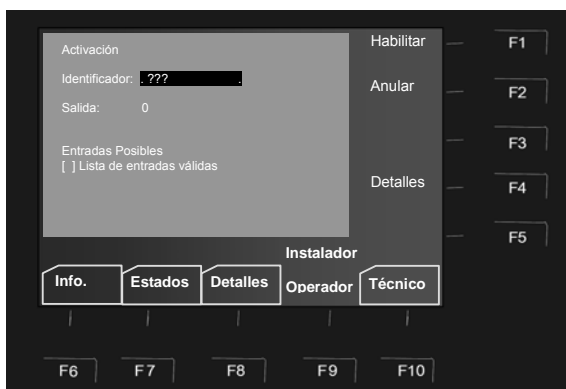 Activación
Identificador: . ??? .
Salida: 0
Entradas Posibles
[ ] Lista de entradas válidas
Habilitar
Anular
Detalles
F1
F2
F3
F4
F5
Info.
Estados
Detalles
Instalador
Operador
Técnico
F6
F7
F8
F9
F10